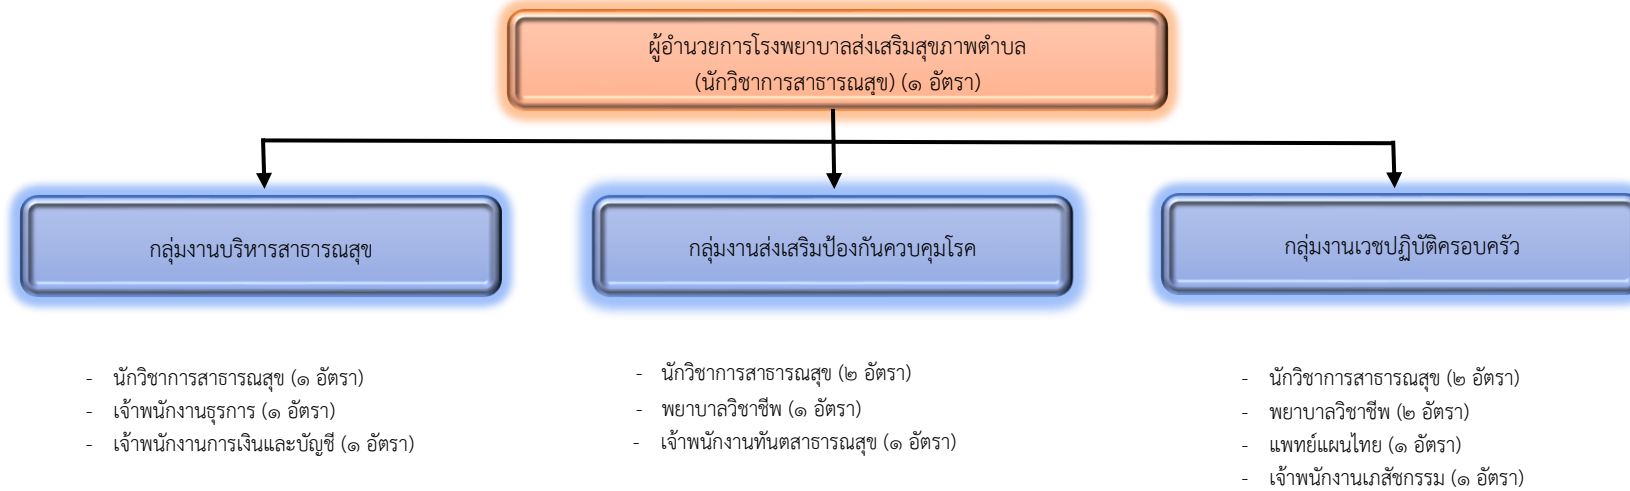 ผู้อำนวยการโรงพยาบาลส่งเสริมสุขภาพตำบล
(นักวิชาการสาธารณสุข) (๑ อัตรา)
กลุ่มงานบริหารสาธารณสุข
กลุ่มงานส่งเสริมป้องกันควบคุมโรค
กลุ่มงานเวชปฏิบัติครอบครัว
- นักวิชาการสาธารณสุข (๑ อัตรา)
- เจ้าพนักงานธุรการ (๑ อัตรา)
- เจ้าพนักงานการเงินและบัญชี (๑ อัตรา)
- นักวิชาการสาธารณสุข (๒ อัตรา)
- พยาบาลวิชาชีพ (๑ อัตรา)
- เจ้าพนักงานทันตสาธารณสุข (๑ อัตรา)
- นักวิชาการสาธารณสุข (๒ อัตรา)
- พยาบาลวิชาชีพ (๒ อัตรา)
- แพทย์แผนไทย (๑ อัตรา)
- เจ้าพนักงานเภสัชกรรม (๑ อัตรา)